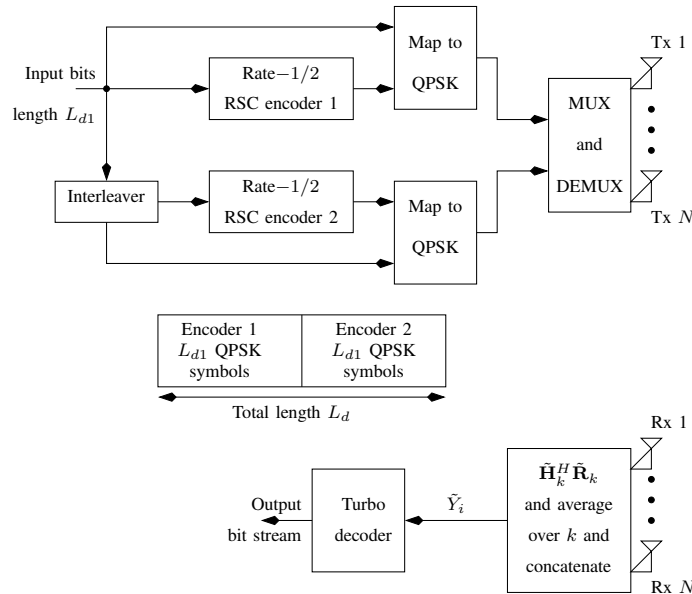 Input bits
length L_{d1}
Rate−1/2
RSC encoder 1
Map to
QPSK
Tx 1
MUX
and
DEMUX
Tx N
Interleaver
Rate−1/2
RSC encoder 2
Map to
QPSK
Encoder 1
L_{d1} QPSK
symbols
Encoder 2
L_{d1} QPSK
symbols
Total length L_d
Output
bit stream
Turbo
decoder
Ỹ_i
H̃_k^H R̃_k
and average
over k and
concatenate
Rx 1
Rx N